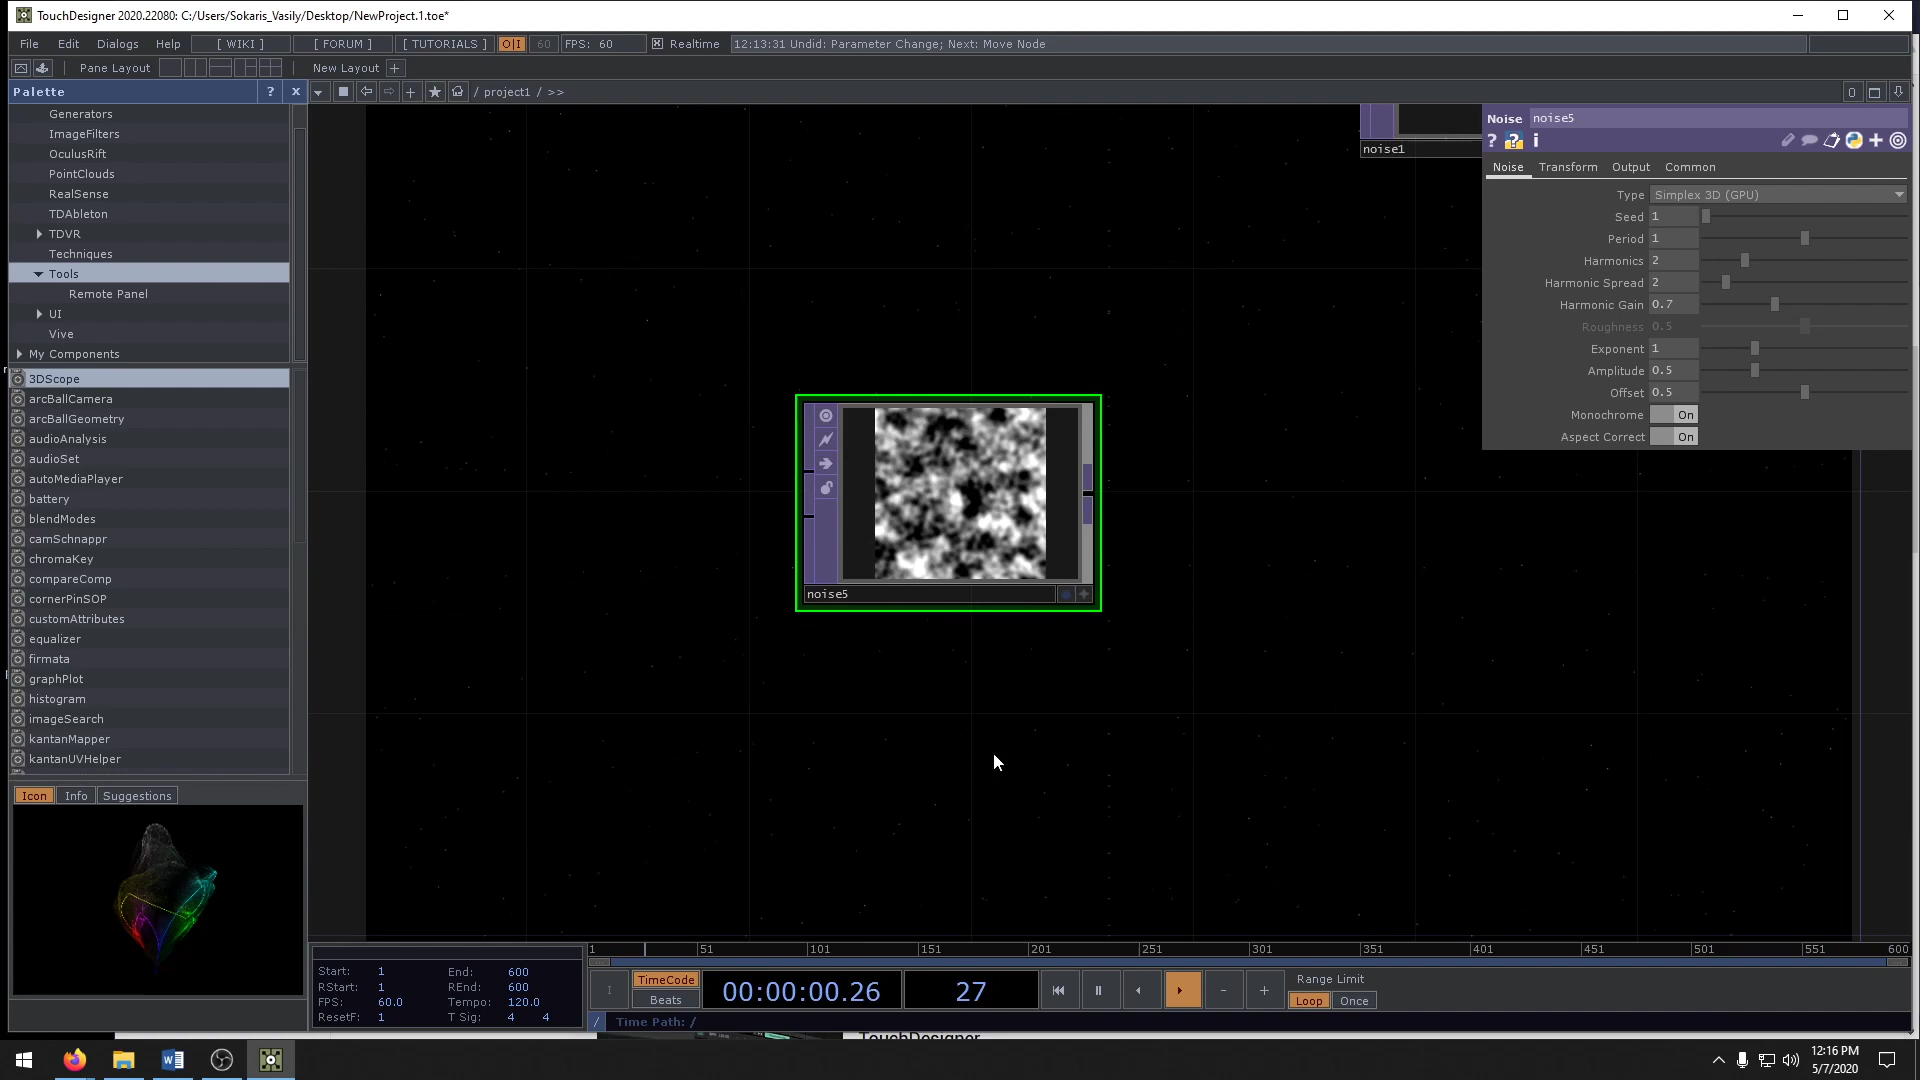 TouchDesigner 2020.22080: C:/Users/Sokaris_Vasily/Desktop/NewProject.1.toe*
File Edit Dialogs Help [ WIKI ] [ FORUM ] [ TUTORIALS ] O|I 60 FPS: 60 Realtime 12:13:31 Undid: Parameter Change; Next: Move Node
Pane Layout New Layout +
Palette ? x / project1 / >> 0
Generators
ImageFilters
OculusRift
PointClouds
RealSense
TDAbleton
TDVR
Techniques
Tools
Remote Panel
UI
Vive
My Components
3DScope
arcBallCamera
arcBallGeometry
audioAnalysis
audioSet
autoMediaPlayer
battery
blendModes
camSchnappr
chromaKey
compareComp
cornerPinSOP
customAttributes
equalizer
firmata
graphPlot
histogram
imageSearch
kantanMapper
kantanUVHelper
Icon Info Suggestions
noise1
noise5
Noise noise5
? ? i
Noise Transform Output Common
Type Simplex 3D (GPU)
Seed 1
Period 1
Harmonics 2
Harmonic Spread 2
Harmonic Gain 0.7
Roughness 0.5
Exponent 1
Amplitude 0.5
Offset 0.5
Monochrome On
Aspect Correct On
1 51 101 151 201 251 301 351 401 451 501 551 600
Start: 1 End: 600
RStart: 1 REnd: 600
FPS: 60.0 Tempo: 120.0
ResetF: 1 T Sig: 4 4
TimeCode
Beats
00:00:00.26 27
Range Limit
Loop Once
/ Time Path: /
TouchDesigner
12:16 PM
5/7/2020